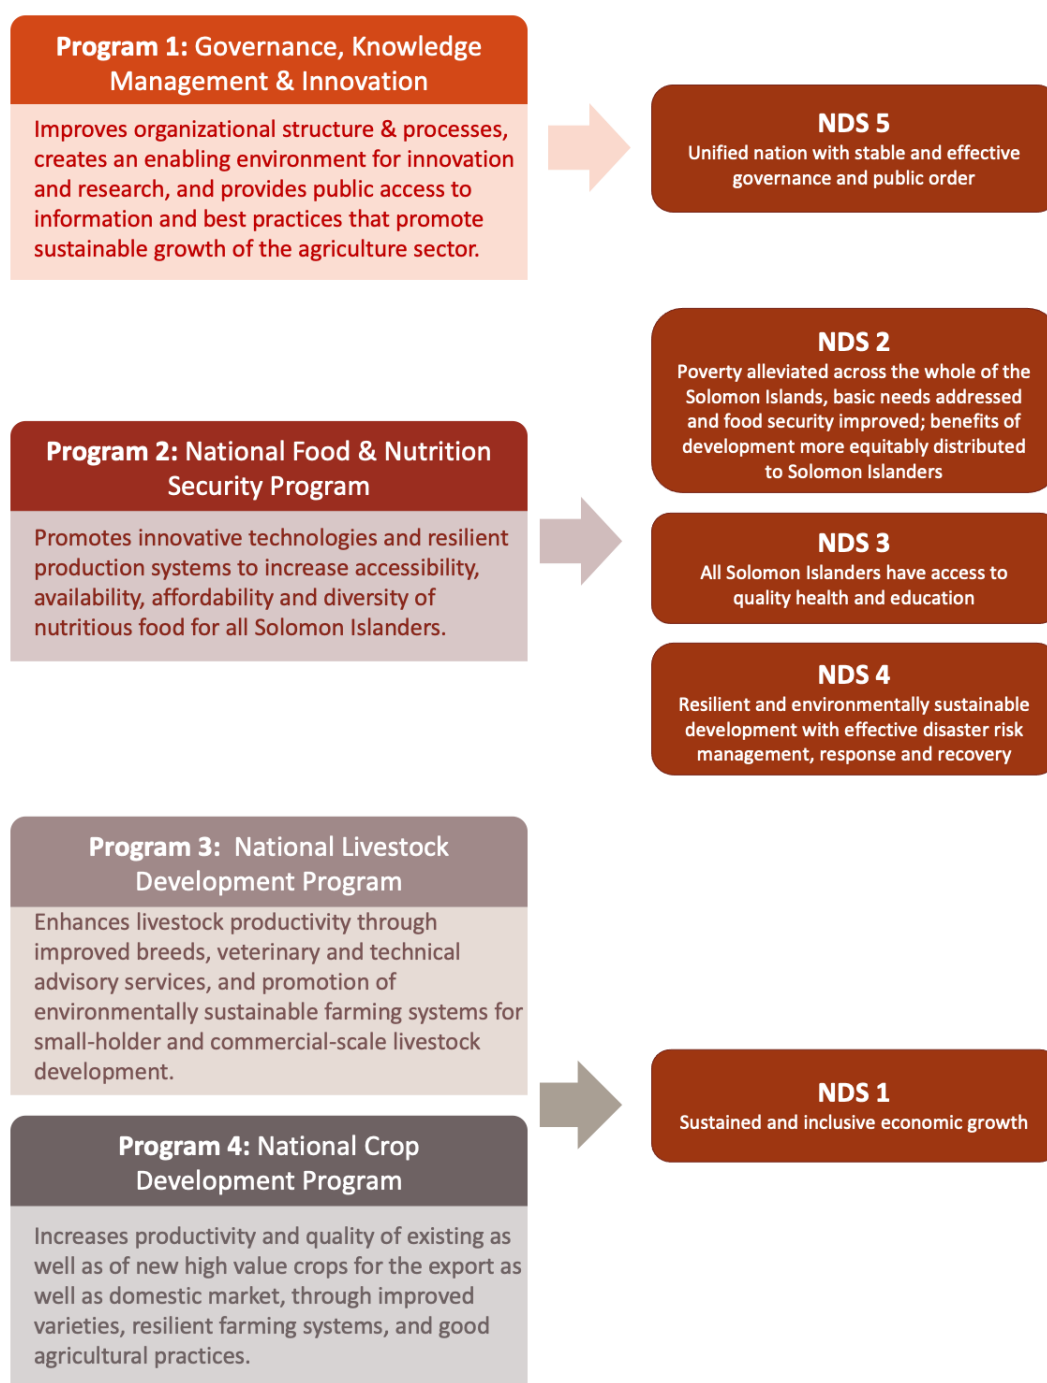 Program 1: Governance, Knowledge
Management & Innovation
Improves organizational structure & processes,
creates an enabling environment for innovation
and research, and provides public access to
information and best practices that promote
sustainable growth of the agriculture sector.
NDS 5
Unified nation with stable and effective
governance and public order
Program 2: National Food & Nutrition
Security Program
Promotes innovative technologies and resilient
production systems to increase accessibility,
availability, affordability and diversity of
nutritious food for all Solomon Islanders.
NDS 2
Poverty alleviated across the whole of the
Solomon Islands, basic needs addressed
and food security improved; benefits of
development more equitably distributed
to Solomon Islanders
NDS 3
All Solomon Islanders have access to
quality health and education
NDS 4
Resilient and environmentally sustainable
development with effective disaster risk
management, response and recovery
Program 3: National Livestock
Development Program
Enhances livestock productivity through
improved breeds, veterinary and technical
advisory services, and promotion of
environmentally sustainable farming systems for
small-holder and commercial-scale livestock
development.
Program 4: National Crop
Development Program
Increases productivity and quality of existing as
well as of new high value crops for the export as
well as domestic market, through improved
varieties, resilient farming systems, and good
agricultural practices.
NDS 1
Sustained and inclusive economic growth